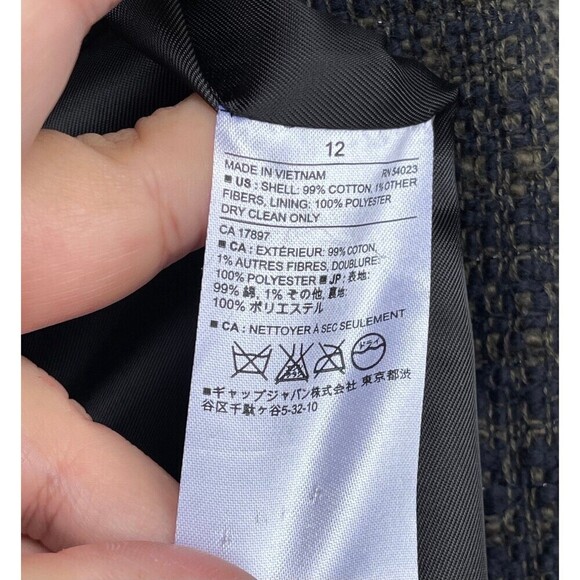 12
MADE IN VIETNAM RN 54023
■ US : SHELL: 99% COTTON, 1% OTHER
FIBERS, LINING: 100% POLYESTER
DRY CLEAN ONLY
CA 17897
■ CA : EXTÉRIEUR: 99% COTON,
1% AUTRES FIBRES, DOUBLURE:
100% POLYESTER ■ JP : 表地:
99% 綿, 1% その他, 裏地:
100% ポリエステル
■ CA : NETTOYER À SEC SEULEMENT
ドライ
■ ギャップジャパン株式会社 東京都渋
谷区千駄ヶ谷5-32-10